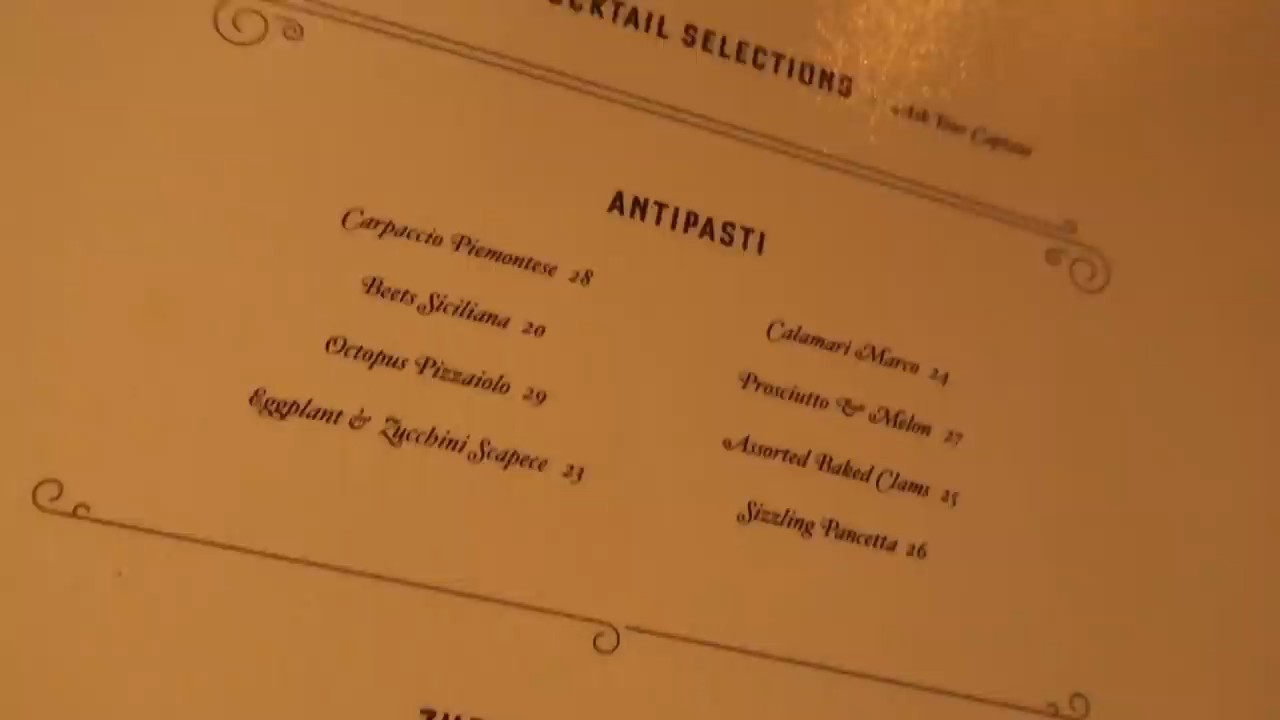 COCKTAIL SELECTIONS Ask Your Captain
ANTIPASTI
Carpaccio Piemontese 28
Beets Siciliana 20
Octopus Pizzaiolo 29
Eggplant & Zucchini Scapece 23
Calamari Marco 24
Prosciutto & Melon 27
Assorted Baked Clams 25
Sizzling Pancetta 26